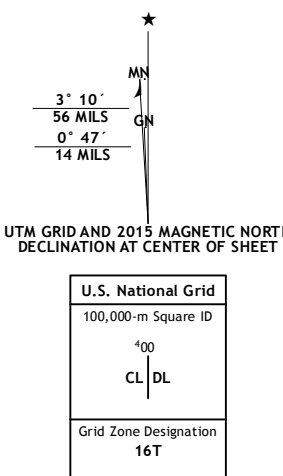 ★
MN
3° 10´
56 MILS
GN
0° 47´
14 MILS
UTM GRID AND 2015 MAGNETIC NORTH
DECLINATION AT CENTER OF SHEET
U.S. National Grid
100,000-m Square ID
⁴00
CL DL
Grid Zone Designation
16T